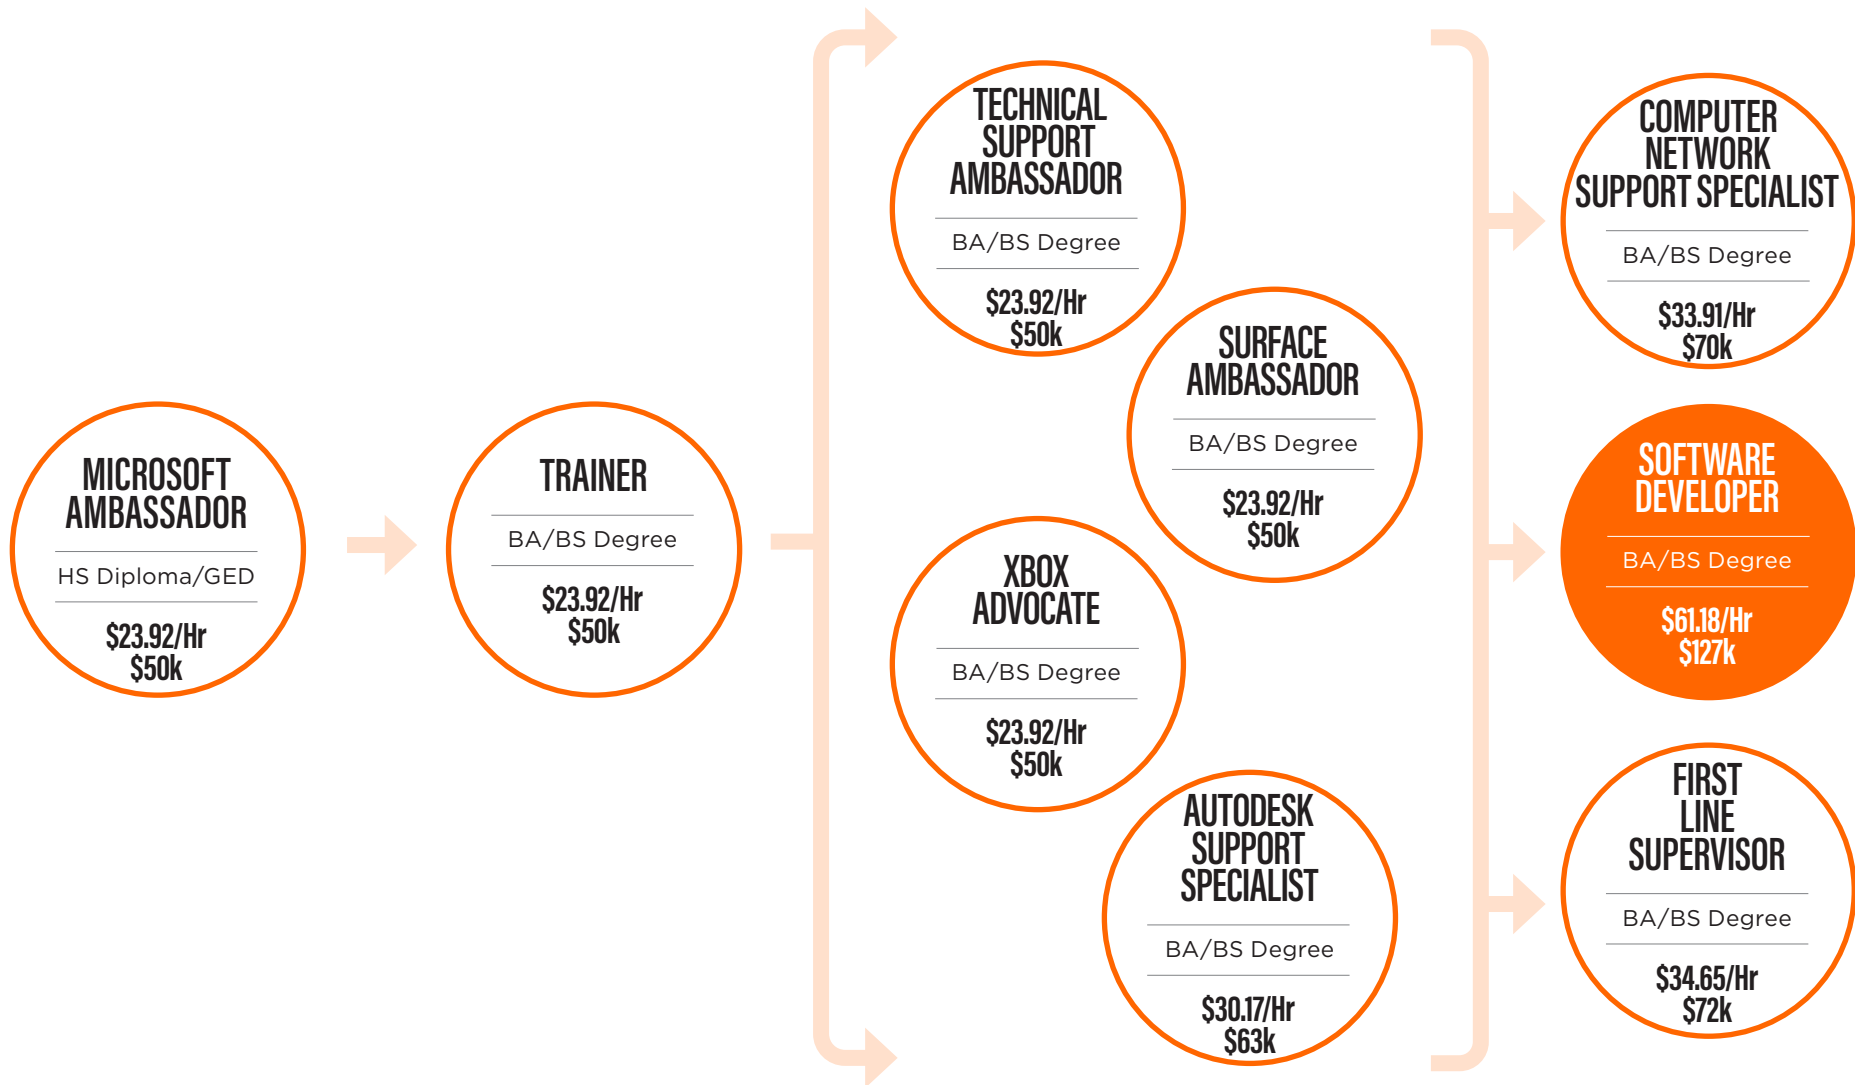 MICROSOFT
AMBASSADOR
HS Diploma/GED
$23.92/Hr
$50k
TRAINER
BA/BS Degree
$23.92/Hr
$50k
TECHNICAL
SUPPORT
AMBASSADOR
BA/BS Degree
$23.92/Hr
$50k
SURFACE
AMBASSADOR
BA/BS Degree
$23.92/Hr
$50k
XBOX
ADVOCATE
BA/BS Degree
$23.92/Hr
$50k
AUTODESK
SUPPORT
SPECIALIST
BA/BS Degree
$30.17/Hr
$63k
COMPUTER
NETWORK
SUPPORT SPECIALIST
BA/BS Degree
$33.91/Hr
$70k
SOFTWARE
DEVELOPER
BA/BS Degree
$61.18/Hr
$127k
FIRST
LINE
SUPERVISOR
BA/BS Degree
$34.65/Hr
$72k